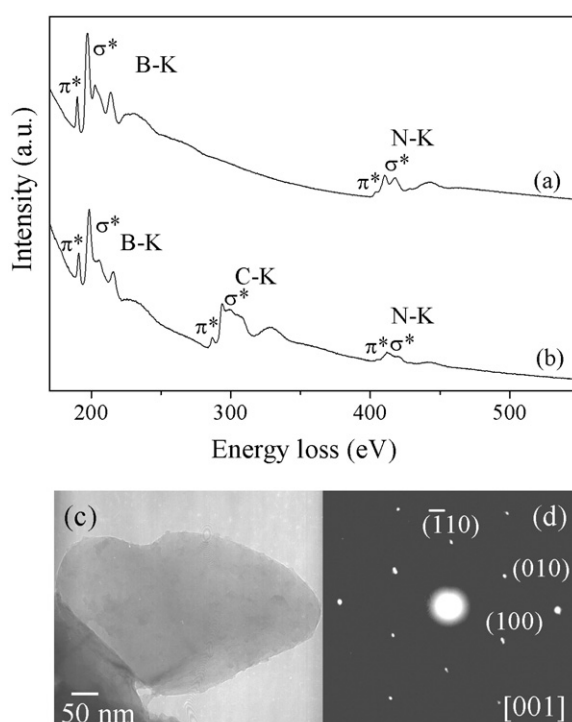 Intensity (a.u.)
π* σ* B-K
N-K
π* σ*
(a)
π* σ* B-K
C-K
π* σ*
N-K
π* σ*
(b)
200 300 400 500
Energy loss (eV)
(c)
50 nm
(d)
(1̅10)
(010)
(100)
[001]